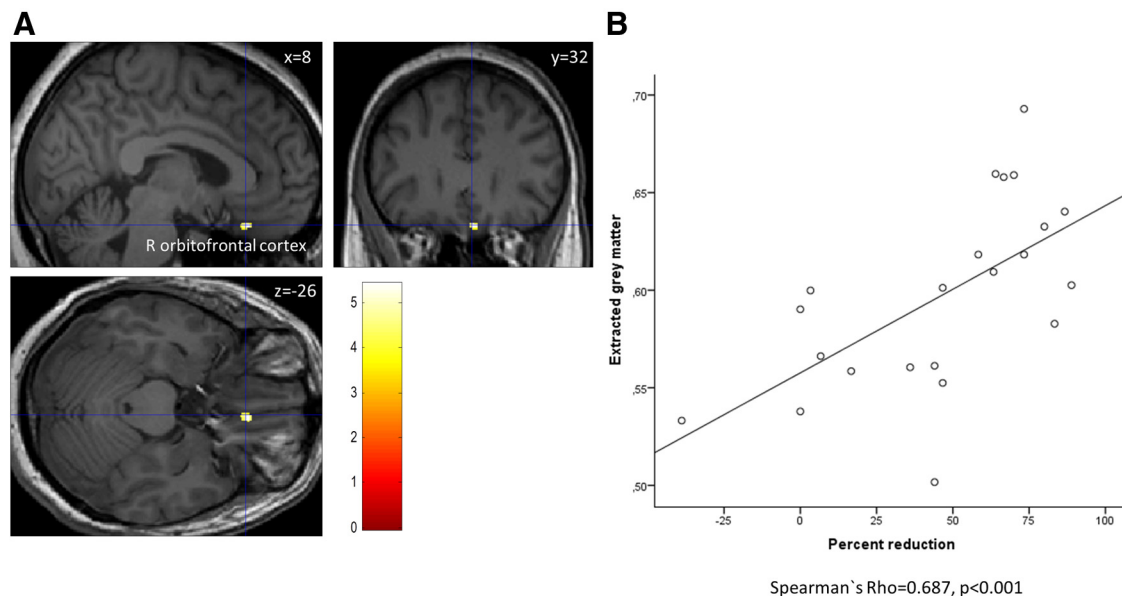 A
B
x=8
y=32
R orbitofrontal cortex
z=-26
5
4
3
2
1
0
Extracted grey matter
,70
,65
,60
,55
,50
-25
0
25
50
75
100
Percent reduction
Spearman`s Rho=0.687, p<0.001